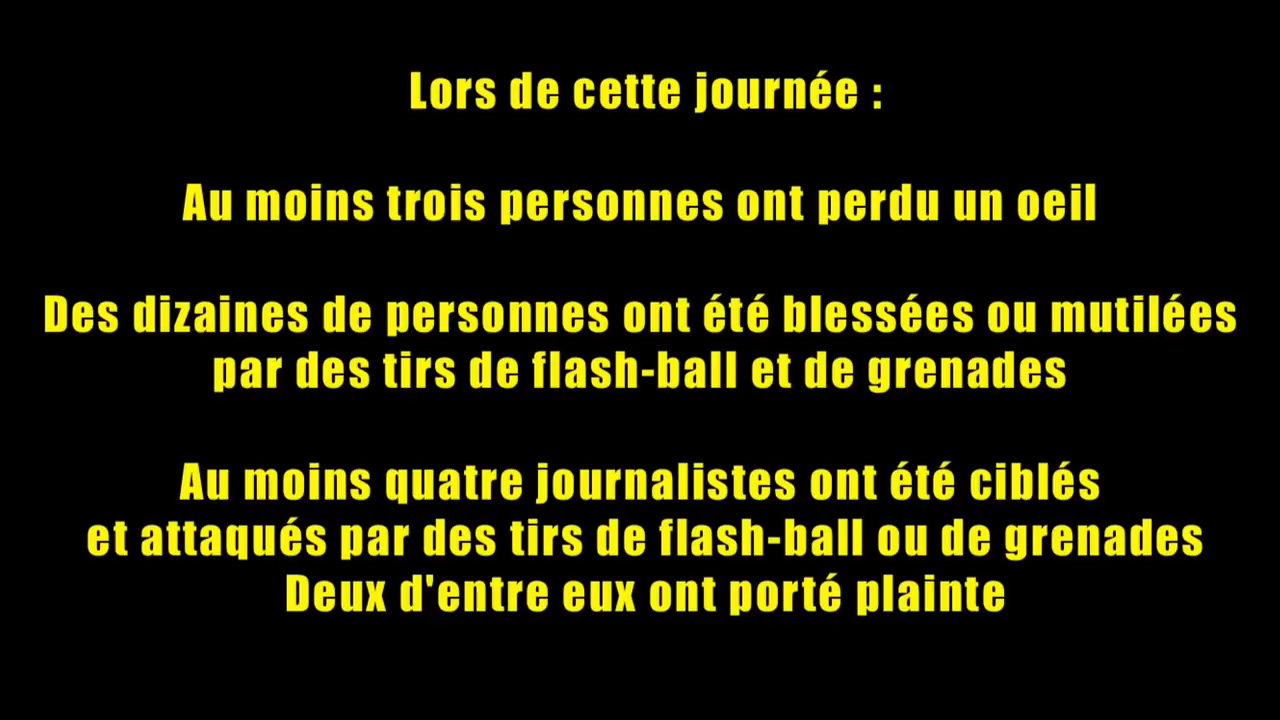 Lors de cette journée :
Au moins trois personnes ont perdu un oeil
Des dizaines de personnes ont été blessées ou mutilées
par des tirs de flash-ball et de grenades
Au moins quatre journalistes ont été ciblés
et attaqués par des tirs de flash-ball ou de grenades
Deux d'entre eux ont porté plainte